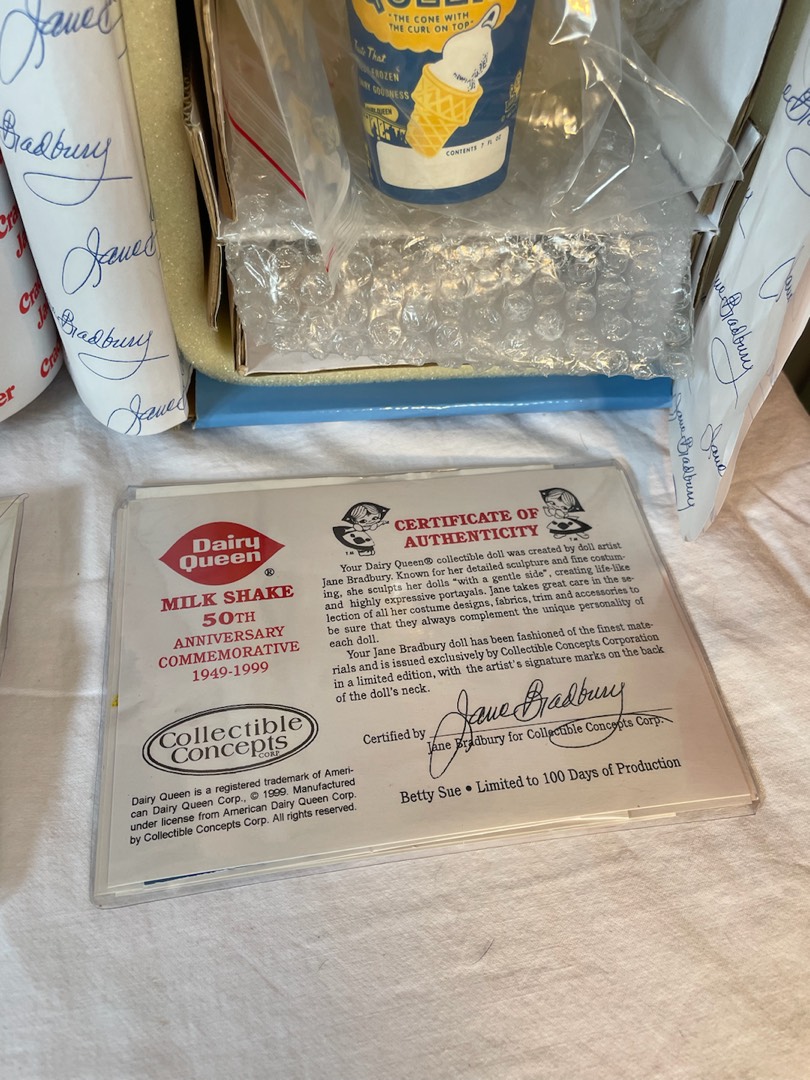 "THE CONE WITH
THE CURL ON TOP"
That
FROZEN
GOODNESS
CONTENTS 7 FL OZ
Jane
Bradbury
Jane
Bradbury
Jane
Bradbury
Jane
Dairy
Queen®
MILK SHAKE
50TH
ANNIVERSARY
COMMEMORATIVE
1949-1999
Collectible
Concepts CORP.
Dairy Queen is a registered trademark of Ameri-
can Dairy Queen Corp., © 1999. Manufactured
under license from American Dairy Queen Corp.
by Collectible Concepts Corp. All rights reserved.
CERTIFICATE OF
AUTHENTICITY
TM
TM
Your Dairy Queen® collectible doll was created by doll artist
Jane Bradbury. Known for her detailed sculpture and fine costum-
ing, she sculpts her dolls "with a gentle side", creating life-like
and highly expressive portayals. Jane takes great care in the se-
lection of all her costume designs, fabrics, trim and accessories to
be sure that they always complement the unique personality of
each doll.
Your Jane Bradbury doll has been fashioned of the finest mate-
rials and is issued exclusively by Collectible Concepts Corporation
in a limited edition, with the artist's signature marks on the back
of the doll's neck.
Jane Bradbury
Certified by
Jane Bradbury for Collectible Concepts Corp.
Betty Sue • Limited to 100 Days of Production